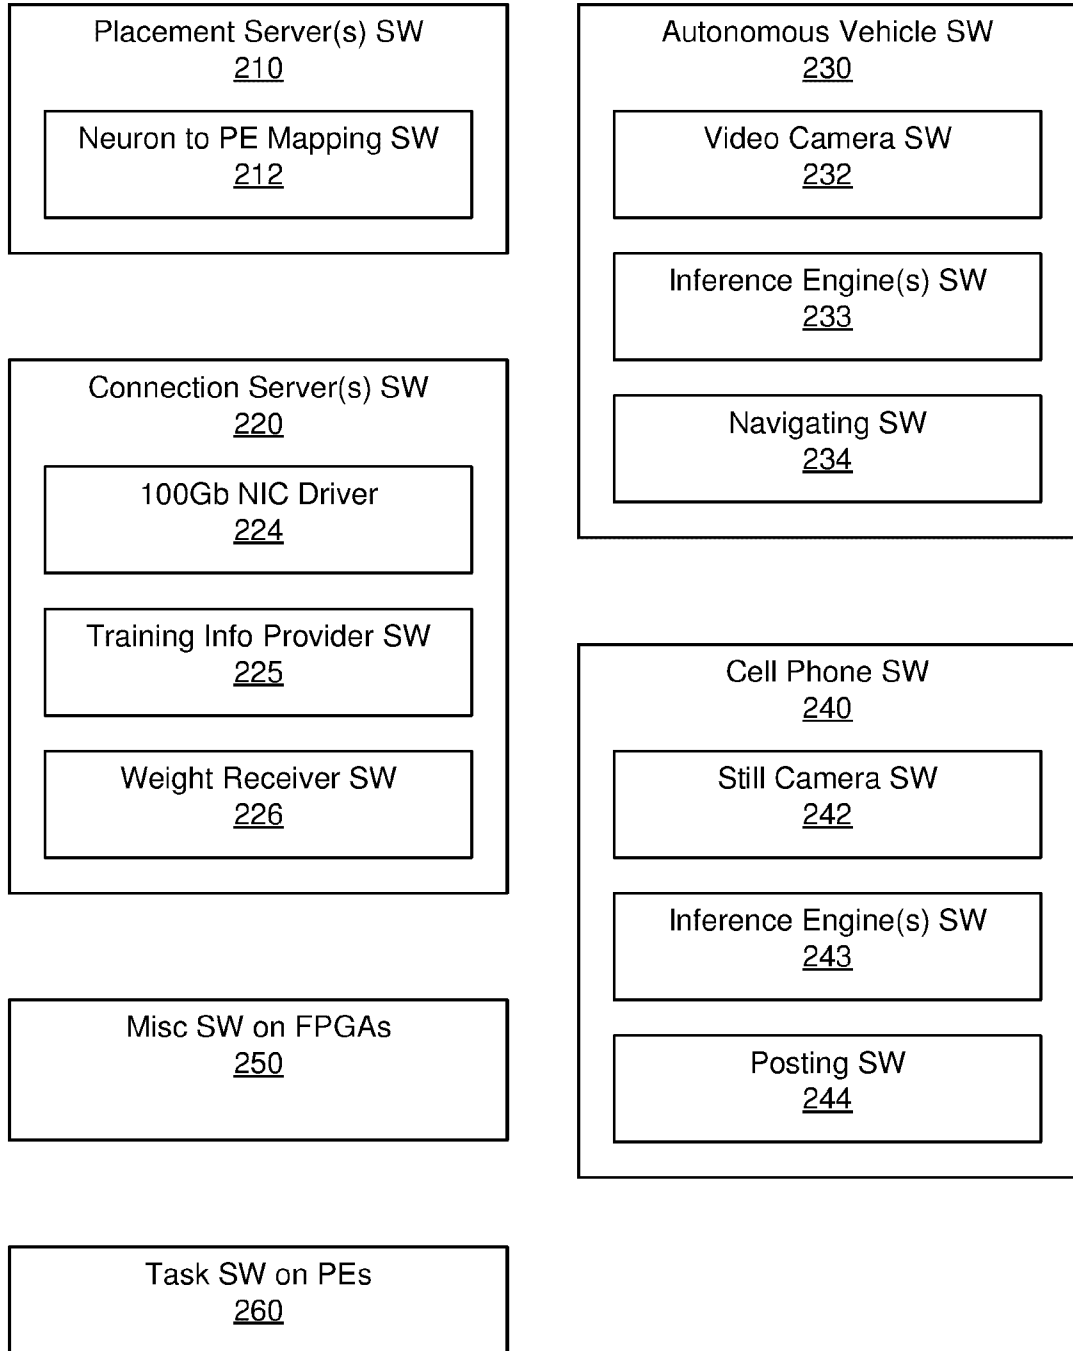 Placement Server(s) SW
210
Neuron to PE Mapping SW
212
Connection Server(s) SW
220
100Gb NIC Driver
224
Training Info Provider SW
225
Weight Receiver SW
226
Misc SW on FPGAs
250
Task SW on PEs
260
Autonomous Vehicle SW
230
Video Camera SW
232
Inference Engine(s) SW
233
Navigating SW
234
Cell Phone SW
240
Still Camera SW
242
Inference Engine(s) SW
243
Posting SW
244